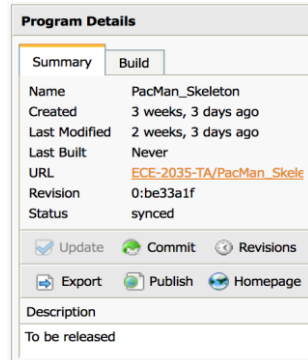 Program Details
Summary Build
Name PacMan_Skeleton
Created 3 weeks, 3 days ago
Last Modified 2 weeks, 3 days ago
Last Built Never
URL ECE-2035-TA/PacMan_Skele
Revision 0:be33a1f
Status synced
Update Commit Revisions
Export Publish Homepage
Description
To be released